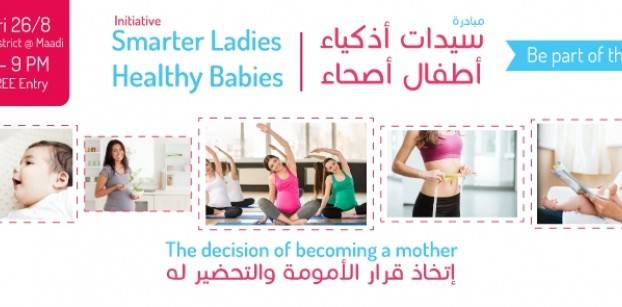 ri 26/8
strict @ Maadi
- 9 PM
REE Entry
Initiative
Smarter Ladies
Healthy Babies
مبادرة
سيدات أذكياء
أطفال أصحاء
Be part of th
The decision of becoming a mother
إتخاذ قرار الأمومة والتحضير له